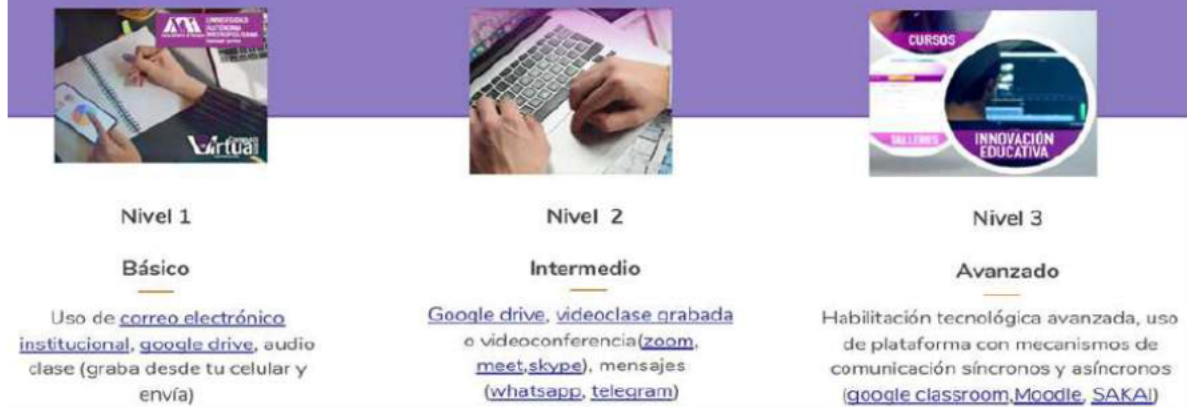 UNIVERSIDAD
AUTÓNOMA
METROPOLITANA
Campus
Virtual
CURSOS
TALLERES
INNOVACIÓN
EDUCATIVA
Nivel 1
Básico
Uso de correo electrónico
institucional, google drive, audio
clase (graba desde tu celular y
envía)
Nivel 2
Intermedio
Google drive, videoclase grabada
o videoconferencia(zoom,
meet,skype), mensajes
(whatsapp, telegram)
Nivel 3
Avanzado
Habilitación tecnológica avanzada, uso
de plataforma con mecanismos de
comunicación síncronos y asíncronos
(google classroom,Moodle, SAKAI)